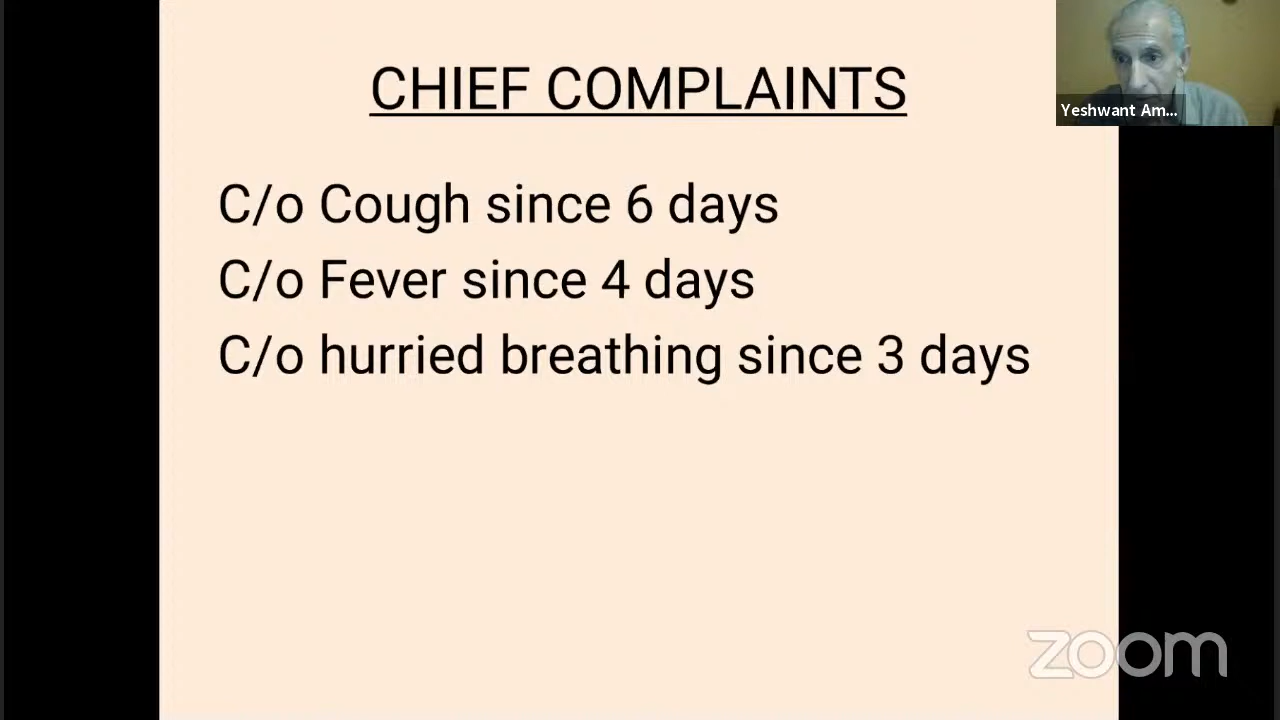 CHIEF COMPLAINTS
Yeshwant Am...
C/o Cough since 6 days
C/o Fever since 4 days
C/o hurried breathing since 3 days
zoom